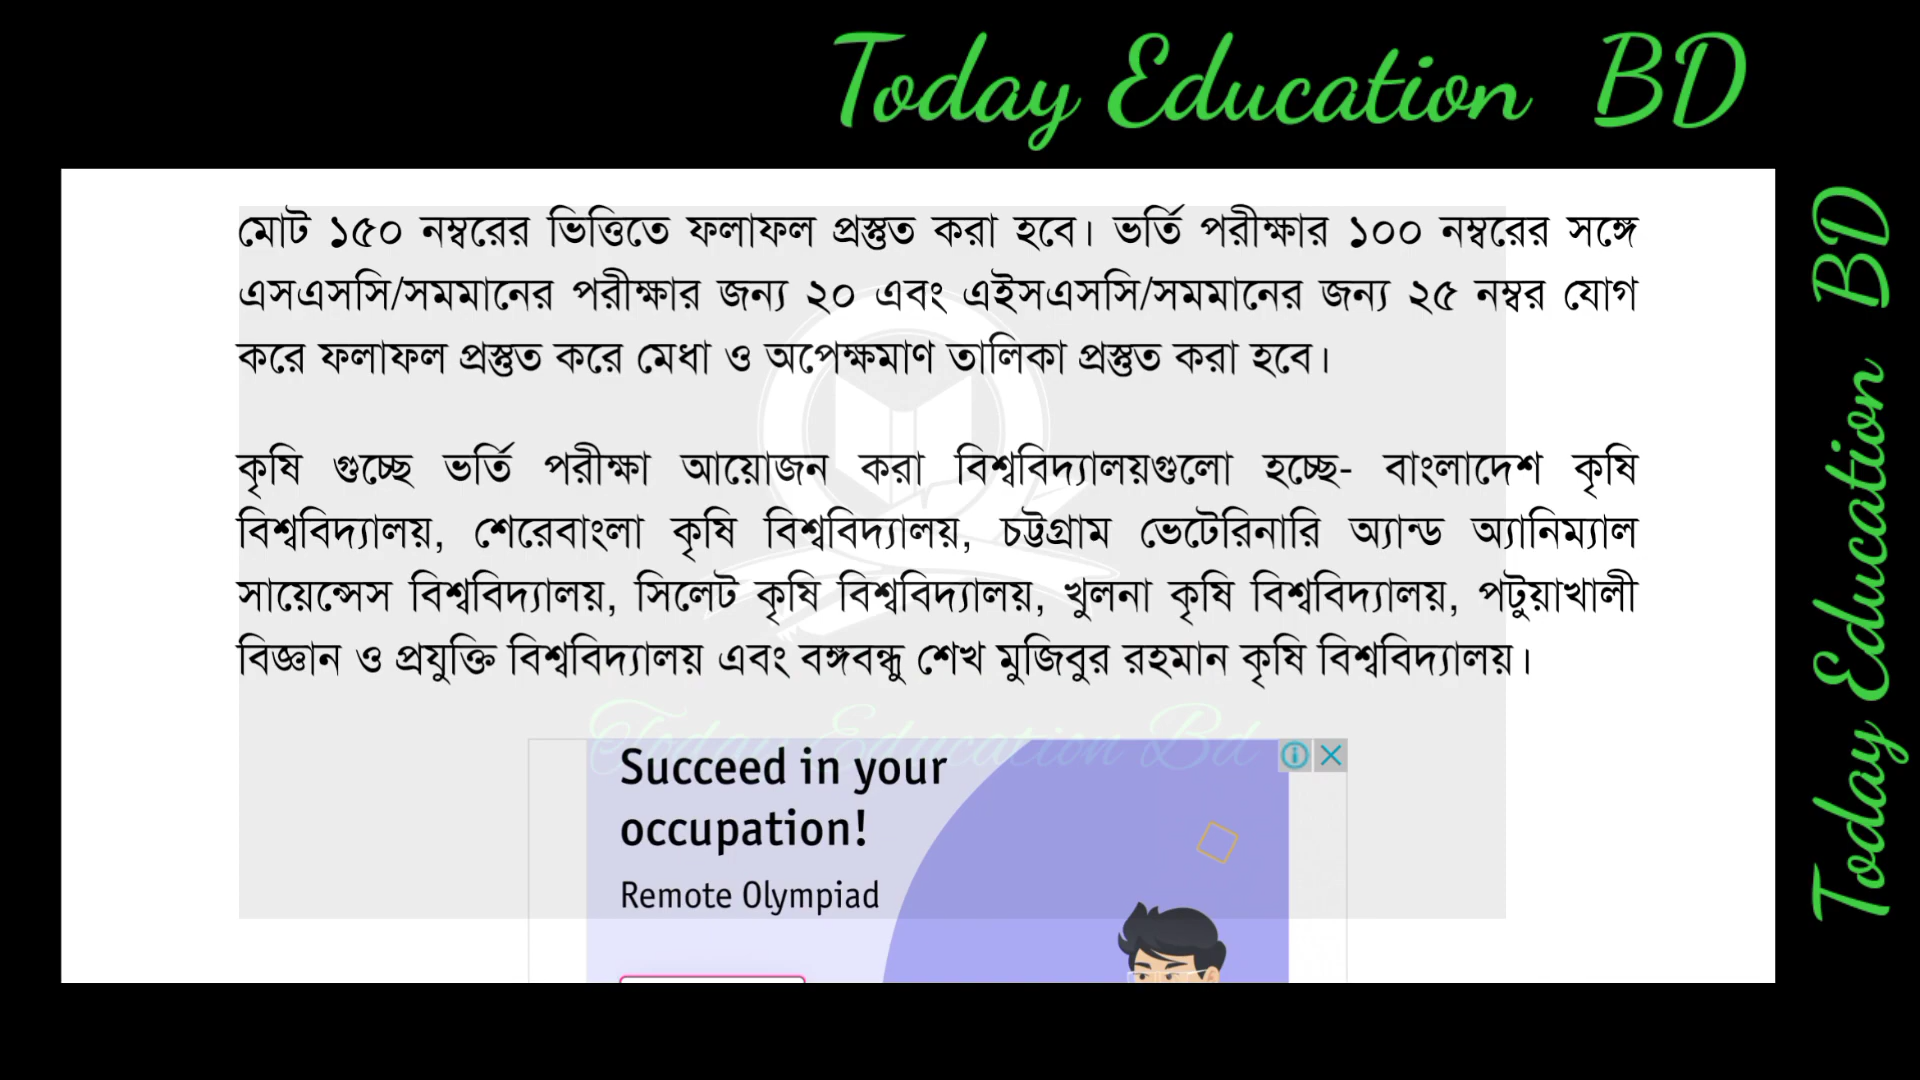 Today Education BD
মোট ১৫০ নম্বরের ভিত্তিতে ফলাফল প্রস্তুত করা হবে। ভর্তি পরীক্ষার ১০০ নম্বরের সঙ্গে
এসএসসি/সমমানের পরীক্ষার জন্য ২০ এবং এইসএসসি/সমমানের জন্য ২৫ নম্বর যোগ
করে ফলাফল প্রস্তুত করে মেধা ও অপেক্ষমাণ তালিকা প্রস্তুত করা হবে।
কৃষি গুচ্ছে ভর্তি পরীক্ষা আয়োজন করা বিশ্ববিদ্যালয়গুলো হচ্ছে- বাংলাদেশ কৃষি
বিশ্ববিদ্যালয়, শেরেবাংলা কৃষি বিশ্ববিদ্যালয়, চট্টগ্রাম ভেটেরিনারি অ্যান্ড অ্যানিম্যাল
সায়েন্সেস বিশ্ববিদ্যালয়, সিলেট কৃষি বিশ্ববিদ্যালয়, খুলনা কৃষি বিশ্ববিদ্যালয়, পটুয়াখালী
বিজ্ঞান ও প্রযুক্তি বিশ্ববিদ্যালয় এবং বঙ্গবন্ধু শেখ মুজিবুর রহমান কৃষি বিশ্ববিদ্যালয়।
Today Education Bd
Succeed in your
occupation!
Remote Olympiad
Today Education BD